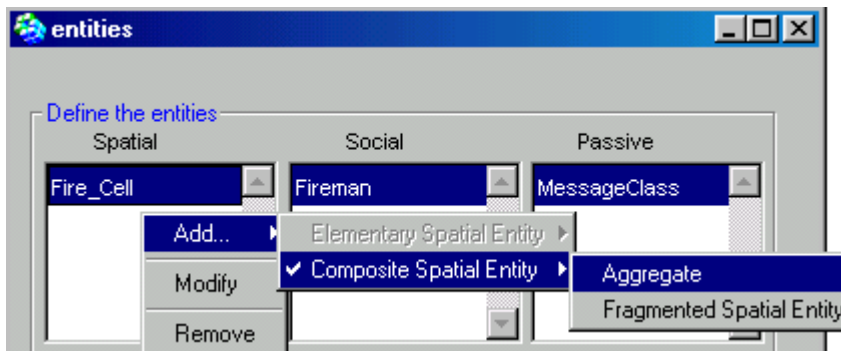 entities
Define the entities
Spatial Social Passive
Fire_Cell Fireman MessageClass
Add... Elementary Spatial Entity
Modify Composite Spatial Entity Aggregate
Remove Fragmented Spatial Entity